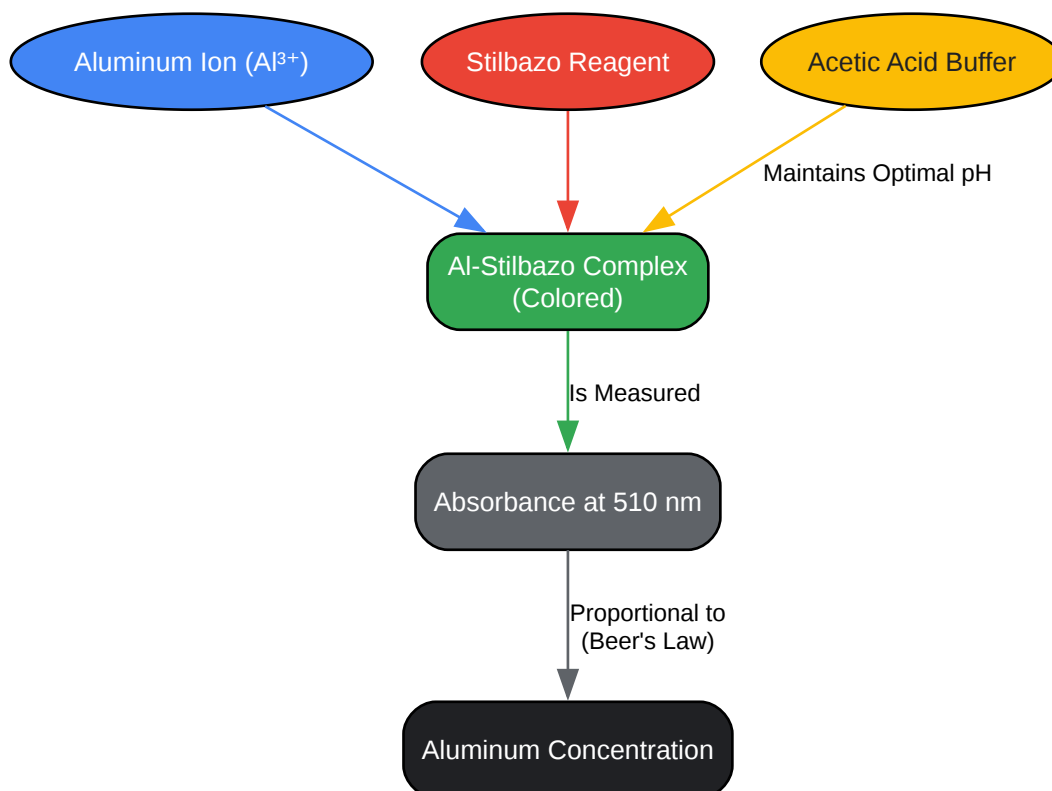 Aluminum Ion (Al³⁺)
Stilbazo Reagent
Acetic Acid Buffer
Maintains Optimal pH
Al-Stilbazo Complex
(Colored)
Is Measured
Absorbance at 510 nm
Proportional to
(Beer's Law)
Aluminum Concentration